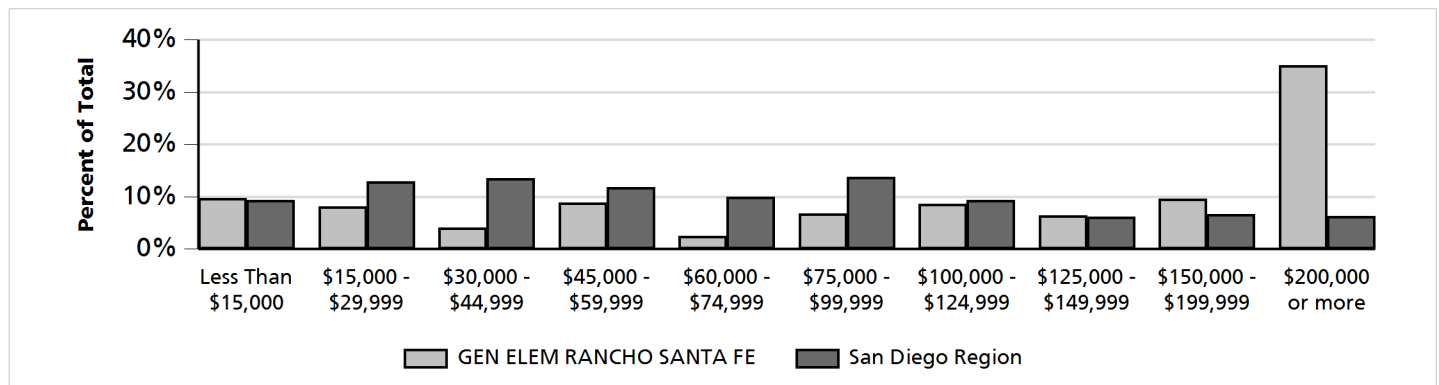 Percent of Total
40%
30%
20%
10%
0%
Less Than $15,000 - $30,000 - $45,000 - $60,000 - $75,000 - $100,000 - $125,000 - $150,000 - $200,000
$15,000 $29,999 $44,999 $59,999 $74,999 $99,999 $124,999 $149,999 $199,999 or more
GEN ELEM RANCHO SANTA FE San Diego Region